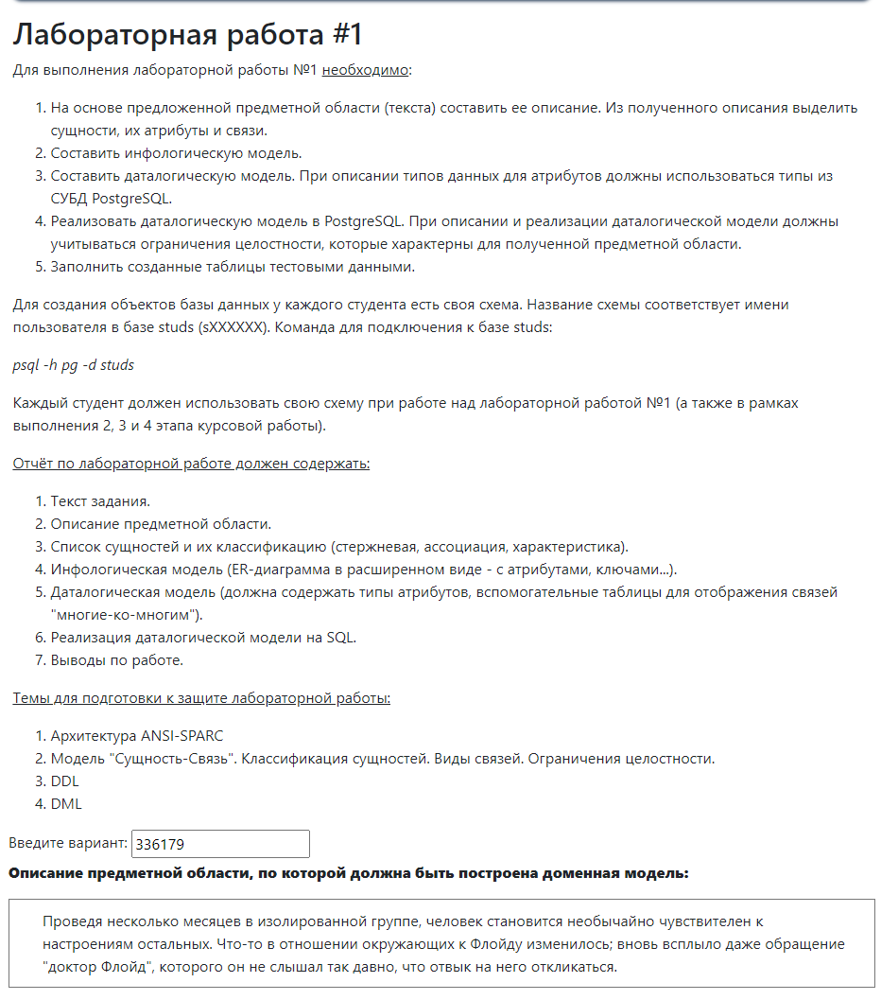 Лабораторная работа #1
Для выполнения лабораторной работы №1 необходимо:
1. На основе предложенной предметной области (текста) составить ее описание. Из полученного описания выделить
сущности, их атрибуты и связи.
2. Составить инфологическую модель.
3. Составить даталогическую модель. При описании типов данных для атрибутов должны использоваться типы из
СУБД PostgreSQL.
4. Реализовать даталогическую модель в PostgreSQL. При описании и реализации даталогической модели должны
учитываться ограничения целостности, которые характерны для полученной предметной области.
5. Заполнить созданные таблицы тестовыми данными.
Для создания объектов базы данных у каждого студента есть своя схема. Название схемы соответствует имени
пользователя в базе studs (sXXXXXX). Команда для подключения к базе studs:
psql -h pg -d studs
Каждый студент должен использовать свою схему при работе над лабораторной работой №1 (а также в рамках
выполнения 2, 3 и 4 этапа курсовой работы).
Отчёт по лабораторной работе должен содержать:
1. Текст задания.
2. Описание предметной области.
3. Список сущностей и их классификацию (стержневая, ассоциация, характеристика).
4. Инфологическая модель (ER-диаграмма в расширенном виде - с атрибутами, ключами...).
5. Даталогическая модель (должна содержать типы атрибутов, вспомогательные таблицы для отображения связей
"многие-ко-многим").
6. Реализация даталогической модели на SQL.
7. Выводы по работе.
Темы для подготовки к защите лабораторной работы:
1. Архитектура ANSI-SPARC
2. Модель "Сущность-Связь". Классификация сущностей. Виды связей. Ограничения целостности.
3. DDL
4. DML
Введите вариант: 336179
Описание предметной области, по которой должна быть построена доменная модель:
Проведя несколько месяцев в изолированной группе, человек становится необычайно чувствителен к
настроениям остальных. Что-то в отношении окружающих к Флойду изменилось; вновь всплыло даже обращение
"доктор Флойд", которого он не слышал так давно, что отвык на него откликаться.